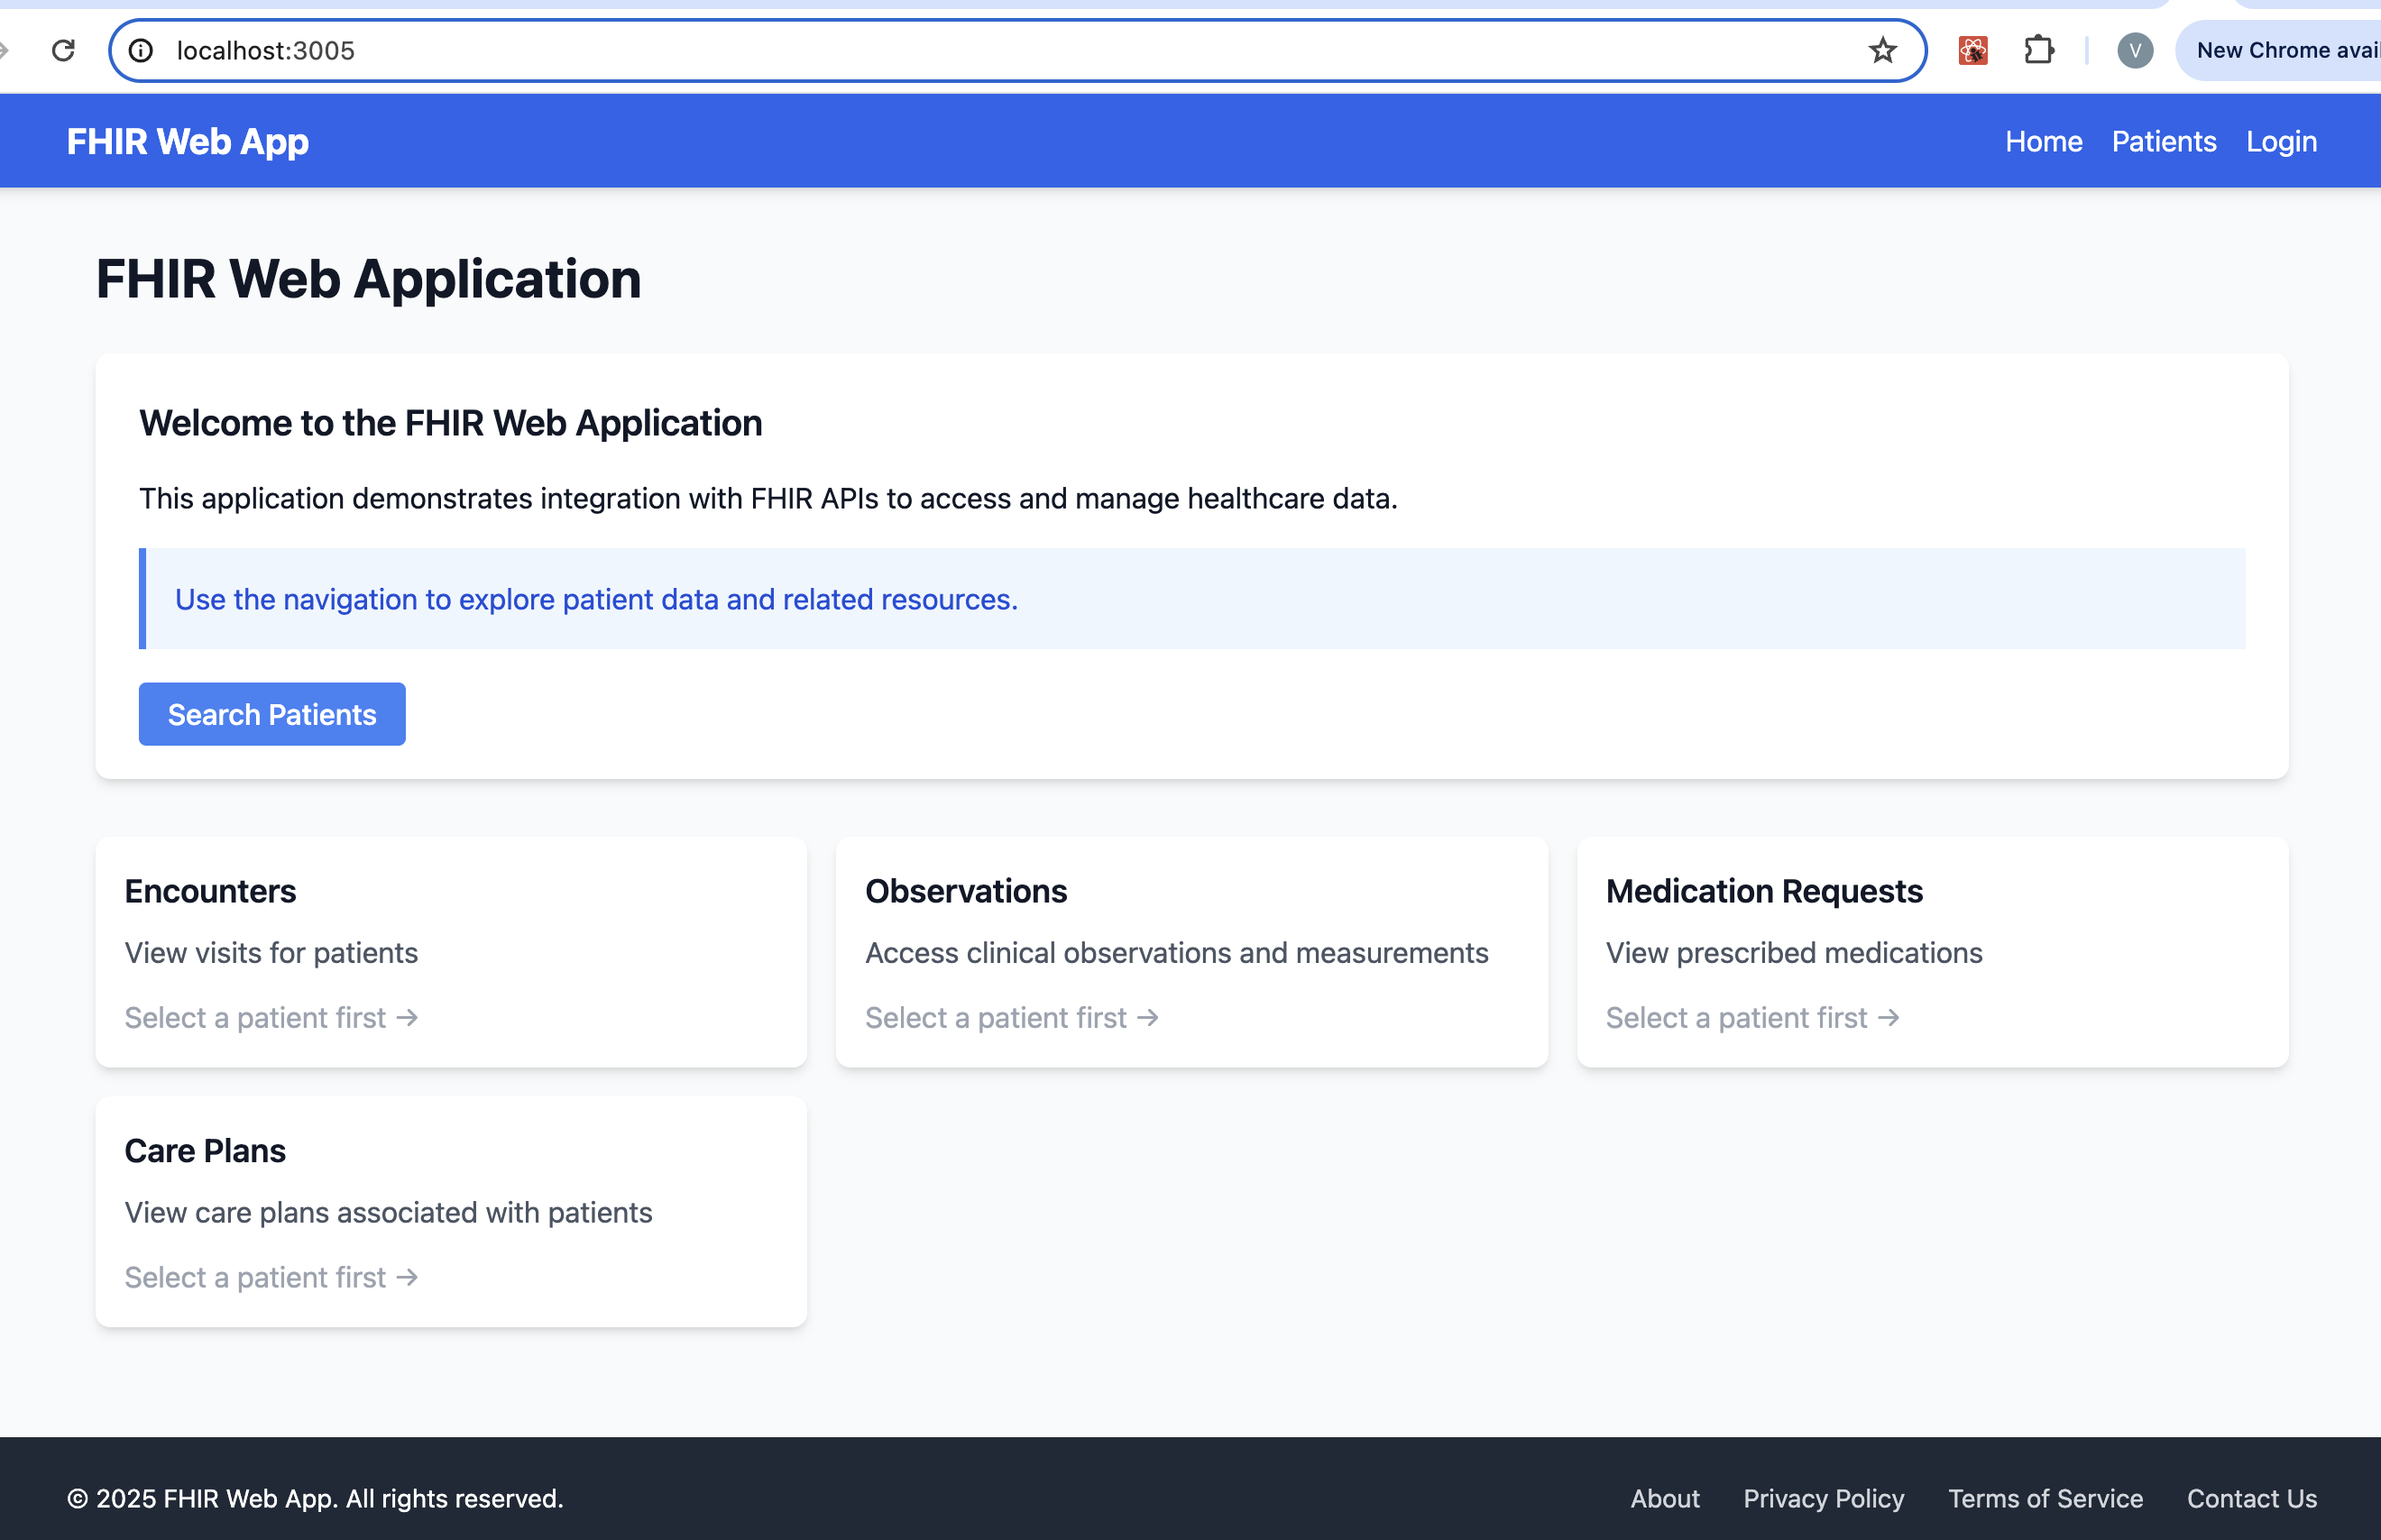 localhost:3005
V
New Chrome avai
FHIR Web App
Home Patients Login
FHIR Web Application
Welcome to the FHIR Web Application
This application demonstrates integration with FHIR APIs to access and manage healthcare data.
Use the navigation to explore patient data and related resources.
Search Patients
Encounters
View visits for patients
Select a patient first →
Observations
Access clinical observations and measurements
Select a patient first →
Medication Requests
View prescribed medications
Select a patient first →
Care Plans
View care plans associated with patients
Select a patient first →
© 2025 FHIR Web App. All rights reserved.
About Privacy Policy Terms of Service Contact Us